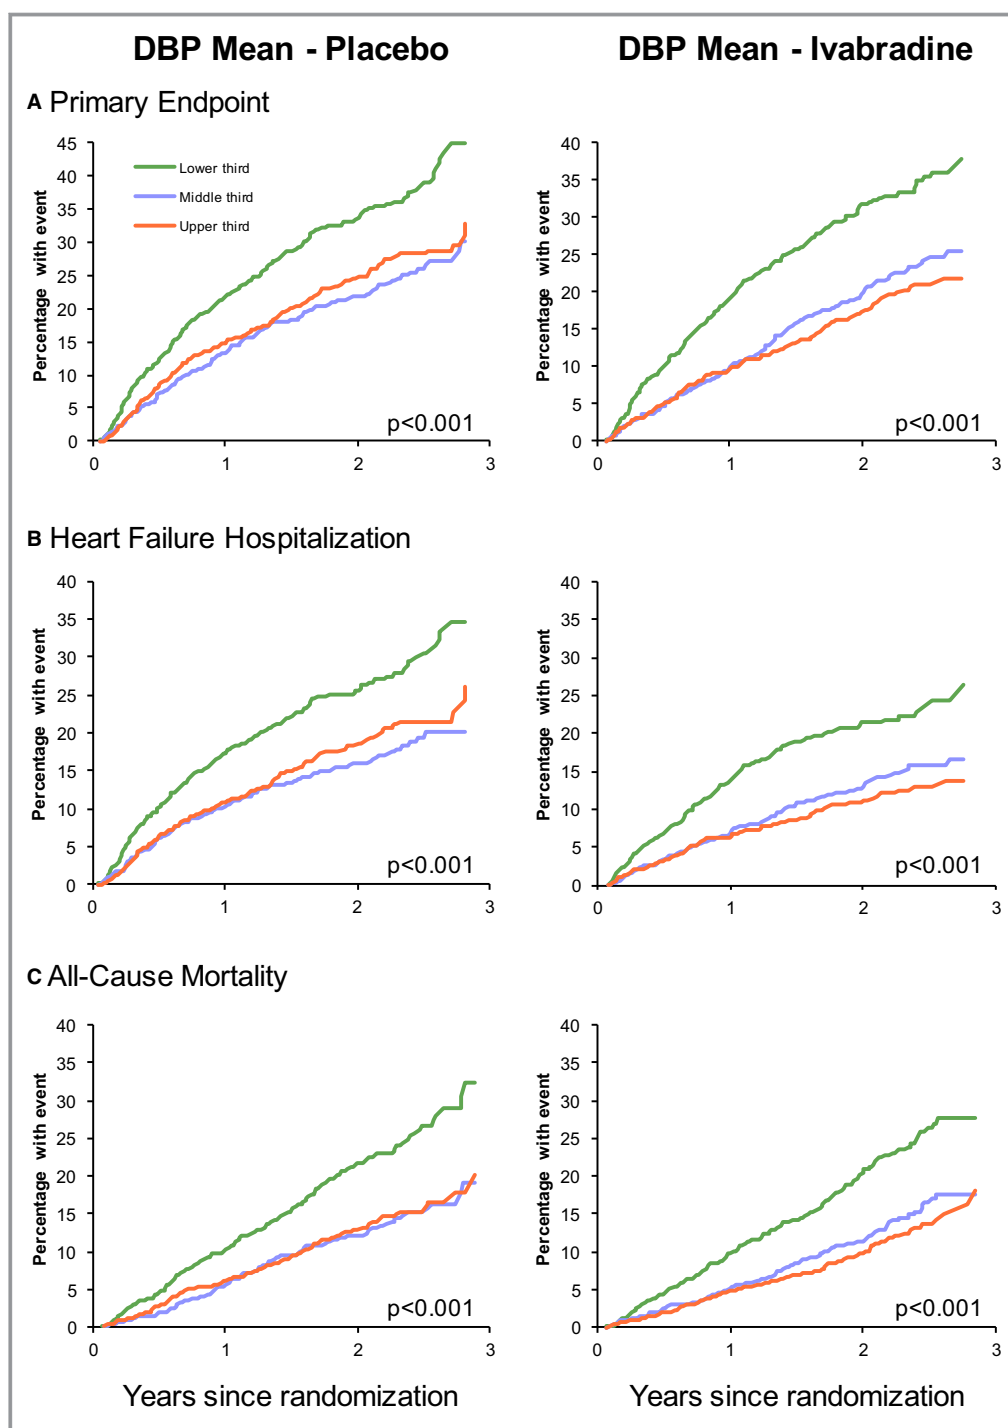 DBP Mean - Placebo
DBP Mean - Ivabradine
A Primary Endpoint
Percentage with event
45
40
35
30
25
20
15
10
5
0
0 1 2 3
Lower third
Middle third
Upper third
p<0.001
Percentage with event
40
35
30
25
20
15
10
5
0
0 1 2 3
p<0.001
B Heart Failure Hospitalization
Percentage with event
40
35
30
25
20
15
10
5
0
0 1 2 3
p<0.001
Percentage with event
40
35
30
25
20
15
10
5
0
0 1 2 3
p<0.001
C All-Cause Mortality
Percentage with event
40
35
30
25
20
15
10
5
0
0 1 2 3
p<0.001
Years since randomization
Percentage with event
40
35
30
25
20
15
10
5
0
0 1 2 3
p<0.001
Years since randomization